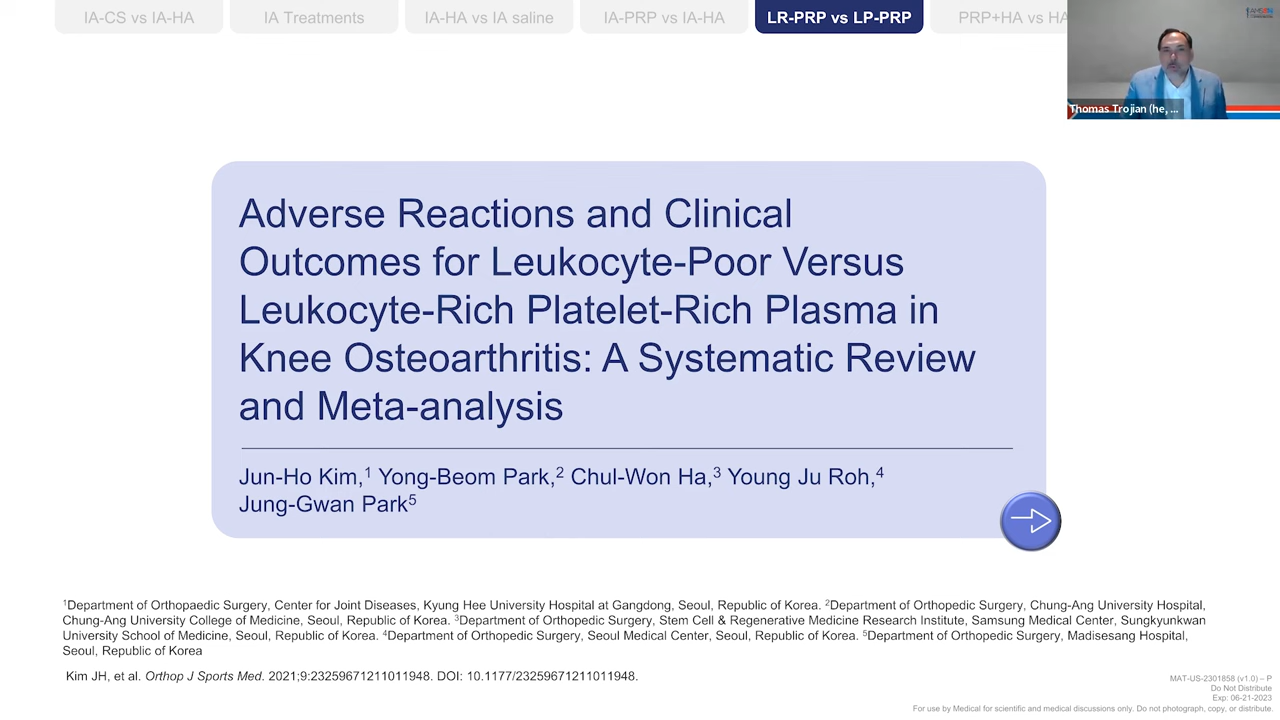 IA-CS vs IA-HA
IA Treatments
IA-HA vs IA saline
IA-PRP vs IA-HA
LR-PRP vs LP-PRP
PRP+HA vs HA
Thomas Trojian (he, ...
Adverse Reactions and Clinical
Outcomes for Leukocyte-Poor Versus
Leukocyte-Rich Platelet-Rich Plasma in
Knee Osteoarthritis: A Systematic Review
and Meta-analysis
Jun-Ho Kim,¹ Yong-Beom Park,² Chul-Won Ha,³ Young Ju Roh,⁴
Jung-Gwan Park⁵
¹Department of Orthopaedic Surgery, Center for Joint Diseases, Kyung Hee University Hospital at Gangdong, Seoul, Republic of Korea. ²Department of Orthopedic Surgery, Chung-Ang University Hospital,
Chung-Ang University College of Medicine, Seoul, Republic of Korea. ³Department of Orthopedic Surgery, Stem Cell & Regenerative Medicine Research Institute, Samsung Medical Center, Sungkyunkwan
University School of Medicine, Seoul, Republic of Korea. ⁴Department of Orthopedic Surgery, Seoul Medical Center, Seoul, Republic of Korea. ⁵Department of Orthopedic Surgery, Madisesang Hospital,
Seoul, Republic of Korea
Kim JH, et al. Orthop J Sports Med. 2021;9:23259671211011948. DOI: 10.1177/23259671211011948.
MAT-US-2301858 (v1.0) – P
Do Not Distribute
Exp: 06-21-2023
For use by Medical for scientific and medical discussions only. Do not photograph, copy, or distribute.